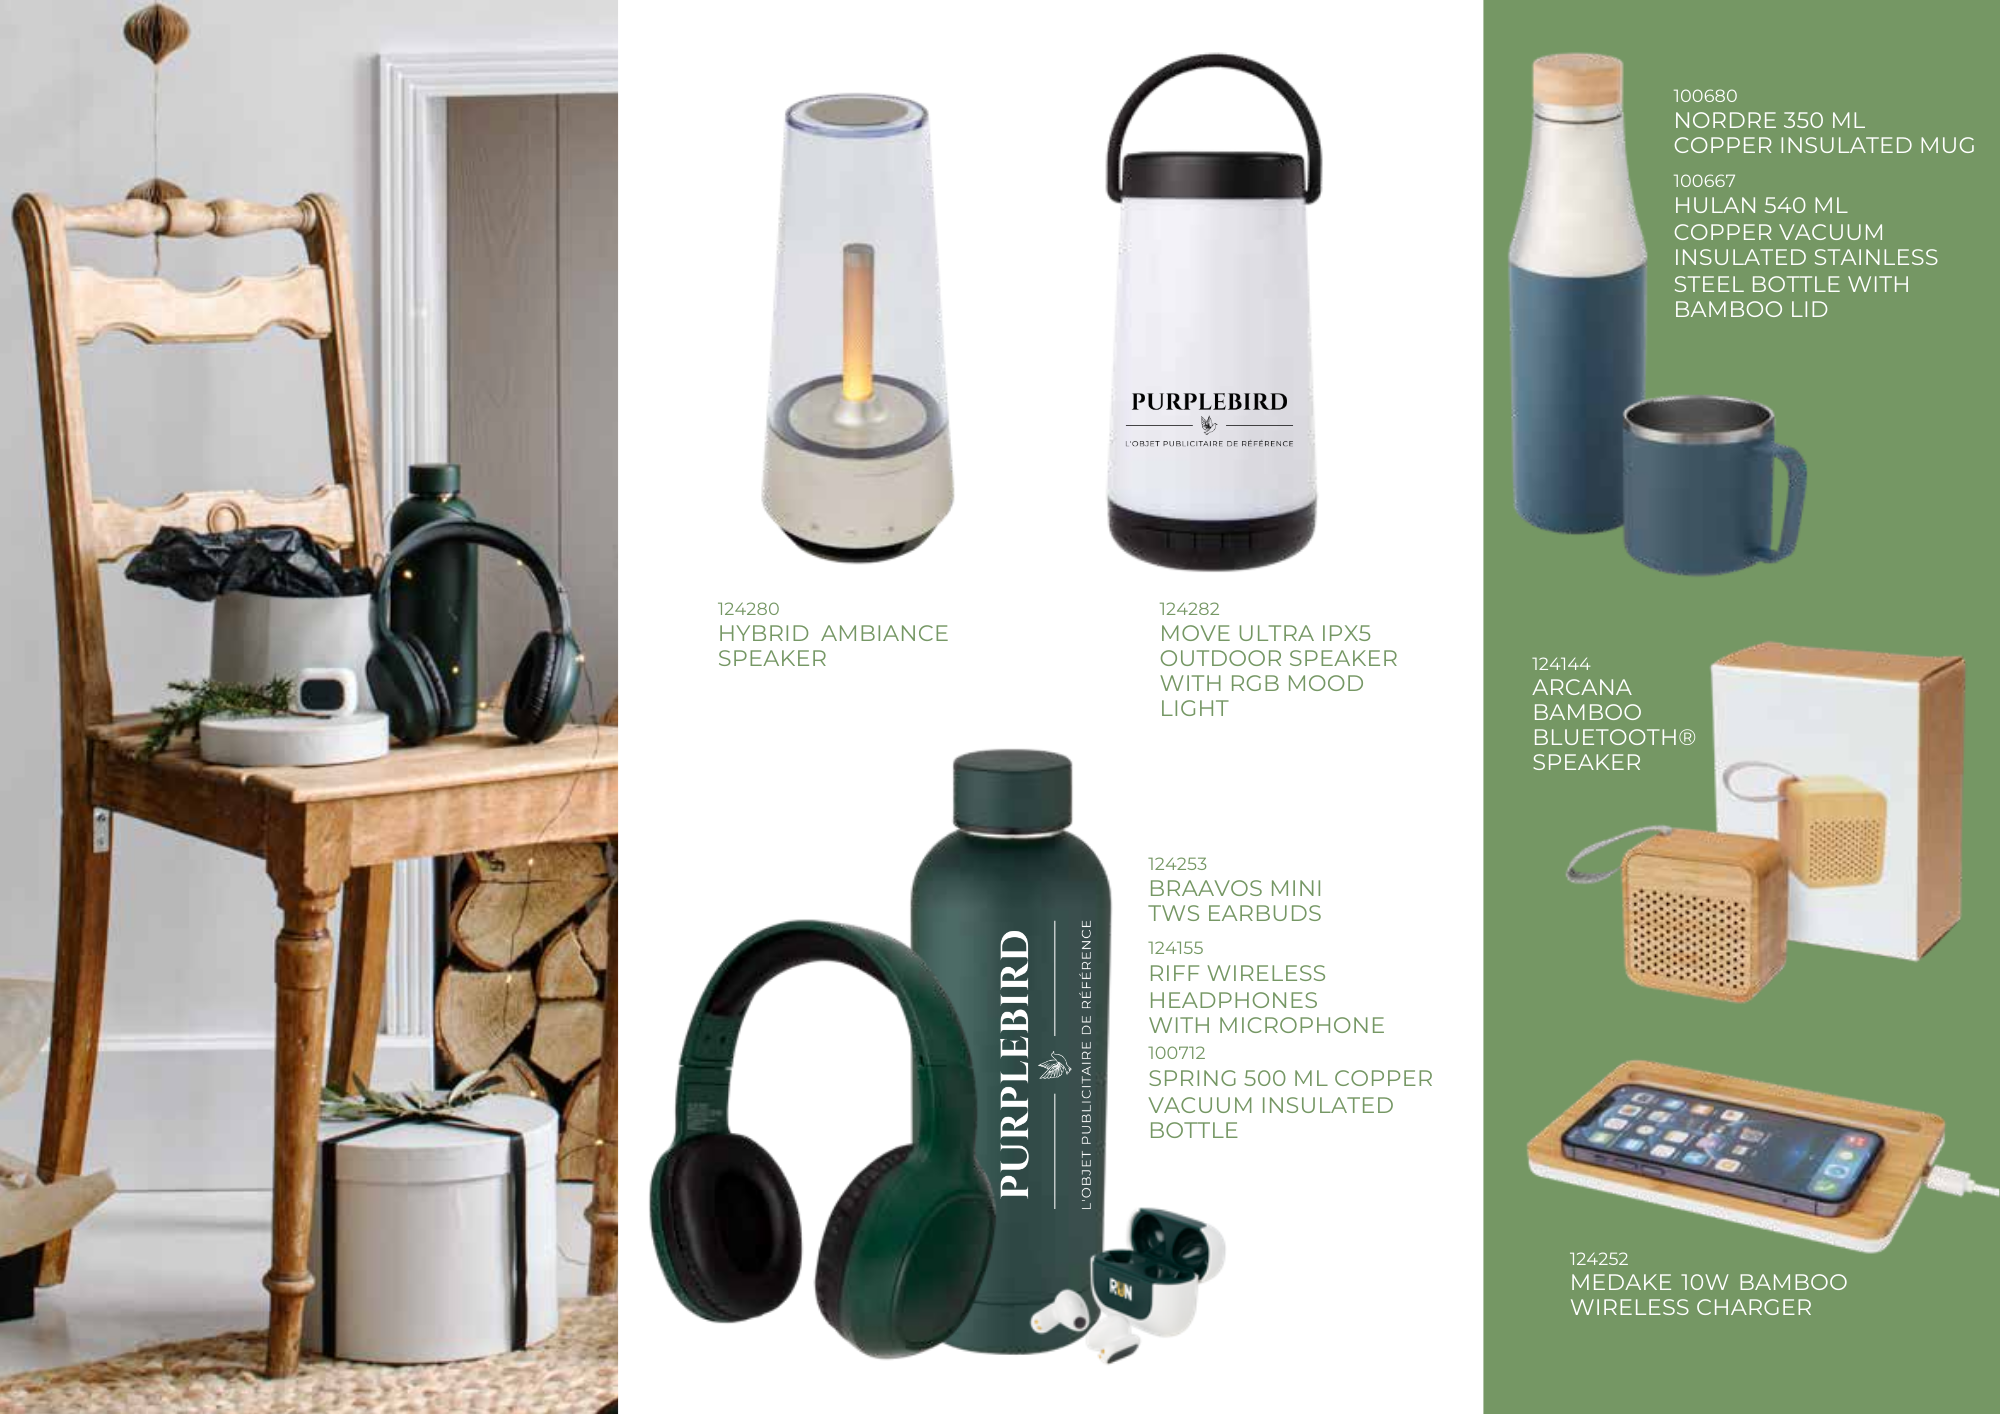 124280
HYBRID AMBIANCE
SPEAKER
PURPLEBIRD
L'OBJET PUBLICITAIRE DE RÉFÉRENCE
124282
MOVE ULTRA IPX5
OUTDOOR SPEAKER
WITH RGB MOOD
LIGHT
PURPLEBIRD
L'OBJET PUBLICITAIRE DE RÉFÉRENCE
RUN
124253
BRAAVOS MINI
TWS EARBUDS
124155
RIFF WIRELESS
HEADPHONES
WITH MICROPHONE
100712
SPRING 500 ML COPPER
VACUUM INSULATED
BOTTLE
100680
NORDRE 350 ML
COPPER INSULATED MUG
100667
HULAN 540 ML
COPPER VACUUM
INSULATED STAINLESS
STEEL BOTTLE WITH
BAMBOO LID
124144
ARCANA
BAMBOO
BLUETOOTH®
SPEAKER
124252
MEDAKE 10W BAMBOO
WIRELESS CHARGER